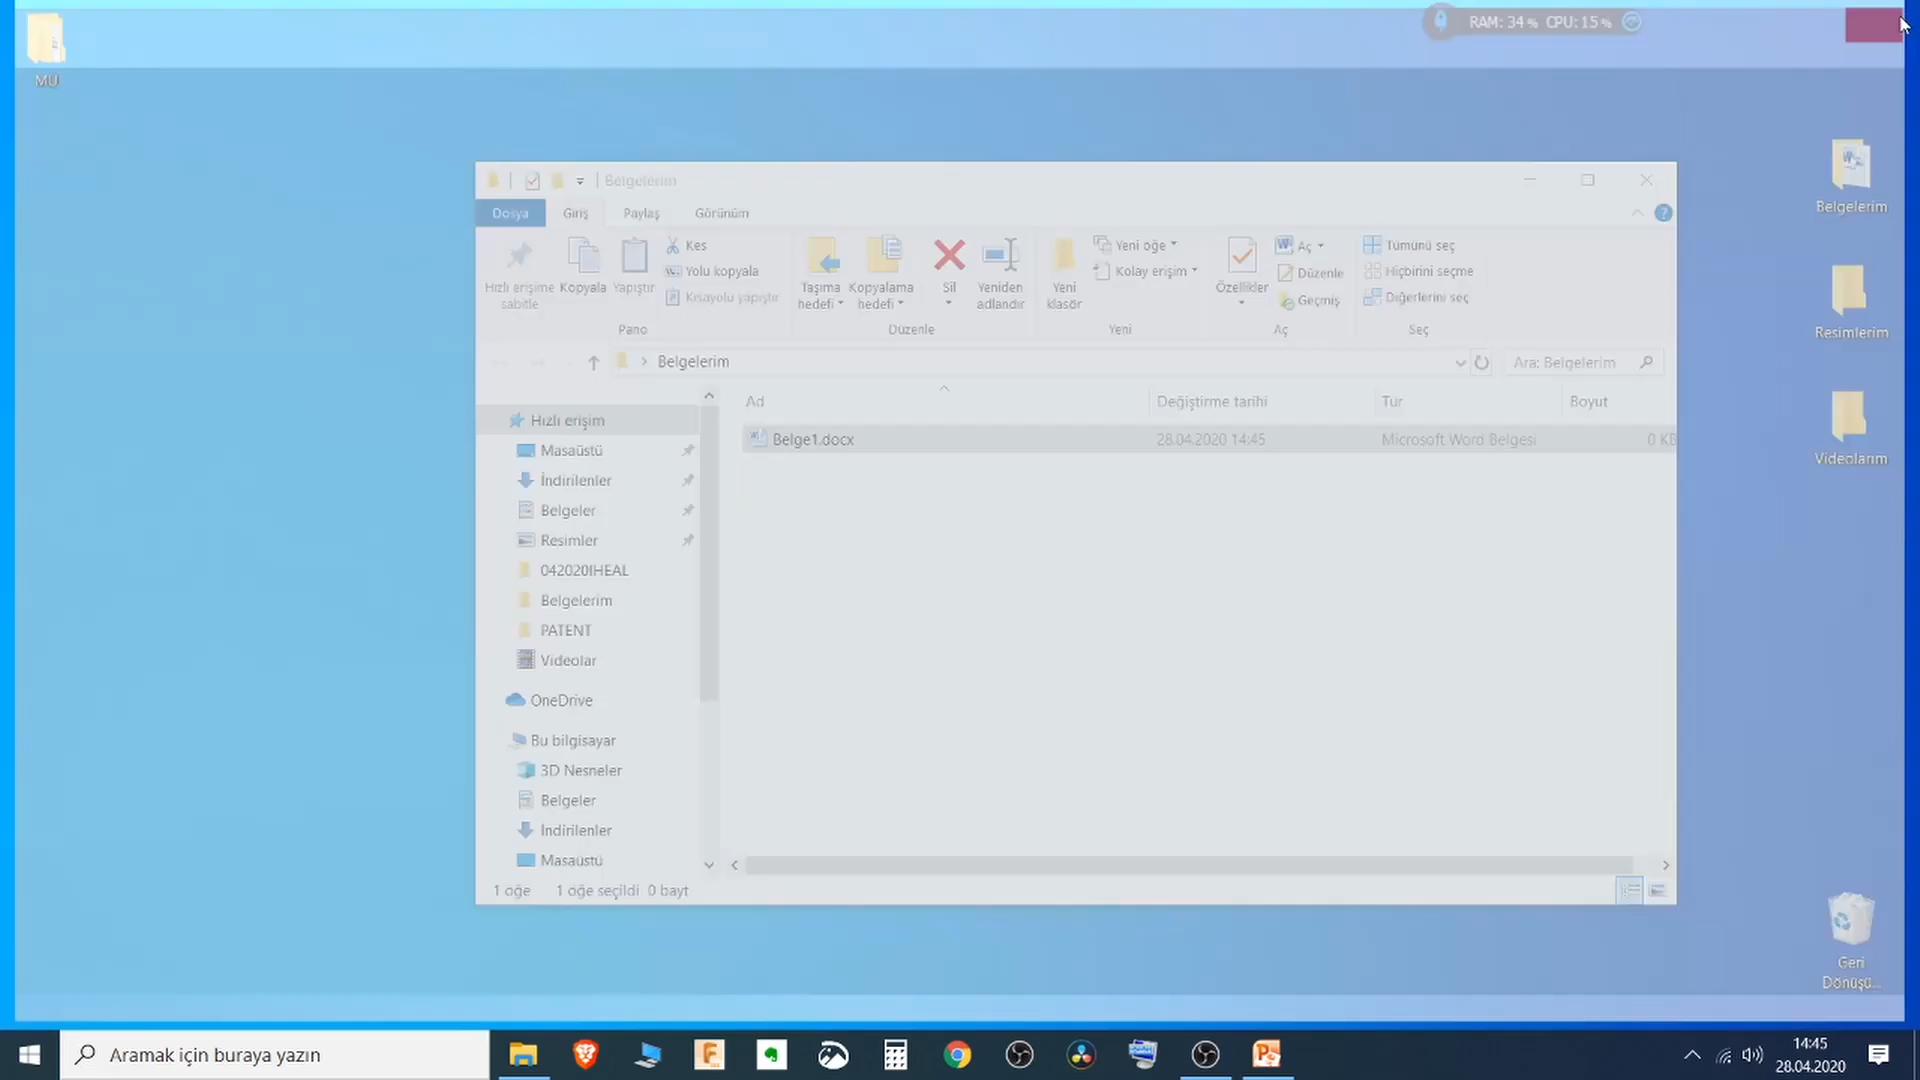 MU
RAM: 34 % CPU: 15 %
Belgelerim
Resimlerim
Videolarım
Geri
Dönüşü...
Belgelerim
Dosya Giriş Paylaş Görünüm
Hızlı erişime
sabitle
Kopyala
Yapıştır
Kes
Yolu kopyala
Kısayolu yapıştır
Pano
Taşıma
hedefi
Kopyalama
hedefi
Sil
Yeniden
adlandır
Düzenle
Yeni
klasör
Yeni öğe
Kolay erişim
Yeni
Özellikler
Aç
Düzenle
Geçmiş
Aç
Tümünü seç
Hiçbirini seçme
Diğerlerini seç
Seç
Belgelerim
Ara: Belgelerim
Ad Değiştirme tarihi Tür Boyut
Belge1.docx 28.04.2020 14:45 Microsoft Word Belgesi 0 KB
Hızlı erişim
Masaüstü
İndirilenler
Belgeler
Resimler
042020IHEAL
Belgelerim
PATENT
Videolar
OneDrive
Bu bilgisayar
3D Nesneler
Belgeler
İndirilenler
Masaüstü
1 öğe 1 öğe seçildi 0 bayt
Aramak için buraya yazın
14:45
28.04.2020